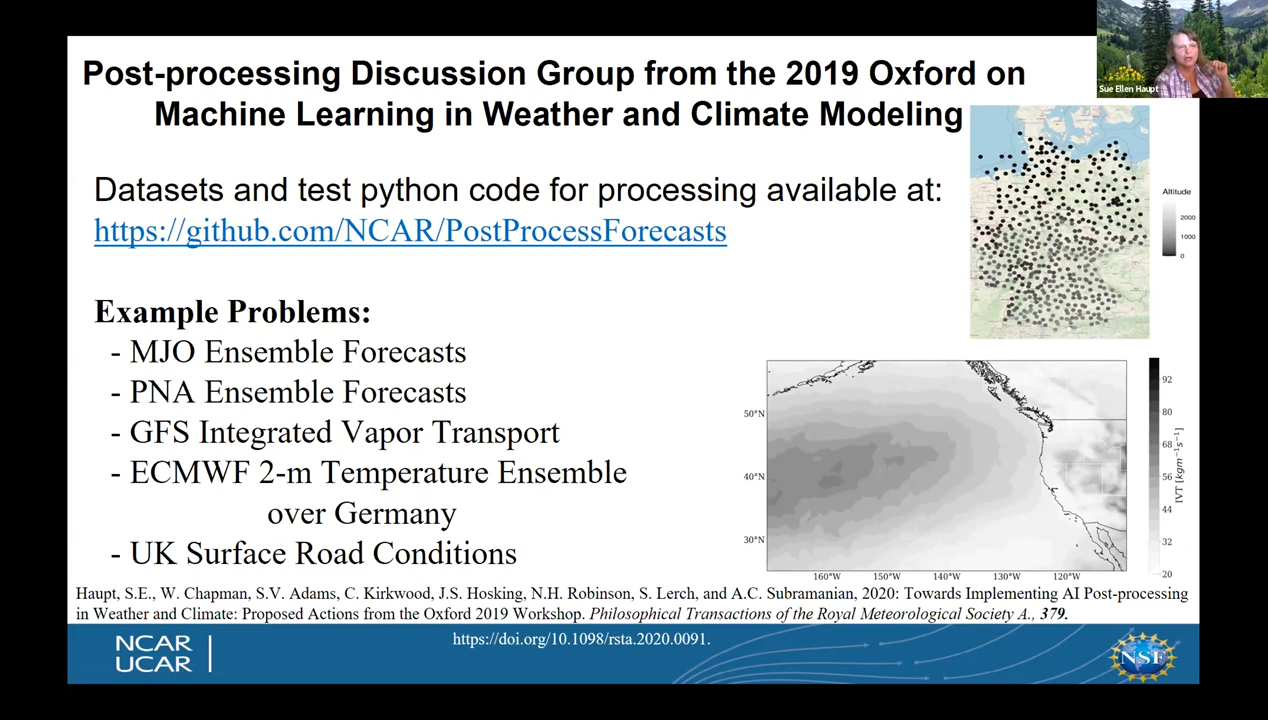 Post-processing Discussion Group from the 2019 Oxford on
Machine Learning in Weather and Climate Modeling
Sue Ellen Haupt
Datasets and test python code for processing available at:
https://github.com/NCAR/PostProcessForecasts
Altitude
2000
1000
0
Example Problems:
- MJO Ensemble Forecasts
- PNA Ensemble Forecasts
- GFS Integrated Vapor Transport
- ECMWF 2-m Temperature Ensemble
over Germany
- UK Surface Road Conditions
50°N
40°N
30°N
160°W 150°W 140°W 130°W 120°W
92
80
68
56
44
32
20
IVT [kgm⁻¹s⁻¹]
Haupt, S.E., W. Chapman, S.V. Adams, C. Kirkwood, J.S. Hosking, N.H. Robinson, S. Lerch, and A.C. Subramanian, 2020: Towards Implementing AI Post-processing
in Weather and Climate: Proposed Actions from the Oxford 2019 Workshop. Philosophical Transactions of the Royal Meteorological Society A., 379.
https://doi.org/10.1098/rsta.2020.0091.
NCAR
UCAR
NSF